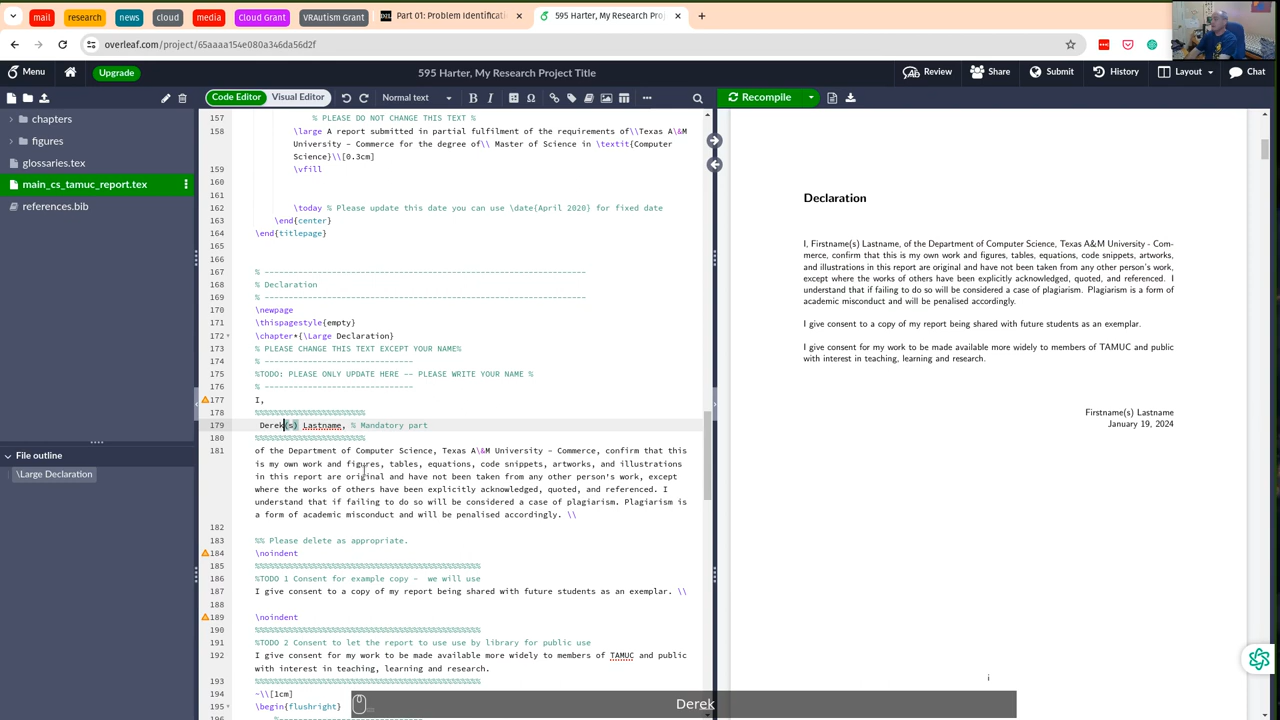 mail
research
news
cloud
media
Cloud Grant
VRAutism Grant
Part 01: Problem Identificati
595 Harter, My Research Proj
overleaf.com/project/65aaaa154e080a346da56d2f
Menu
Upgrade
595 Harter, My Research Project Title
Review
Share
Submit
History
Layout
Chat
Code Editor
Visual Editor
Normal text
Recompile
chapters
figures
glossaries.tex
main_cs_tamuc_report.tex
references.bib
File outline
\Large Declaration
157 % PLEASE DO NOT CHANGE THIS TEXT %
158 \large A report submitted in partial fulfilment of the requirements of\\Texas A\&M
University - Commerce for the degree of\\ Master of Science in \textit{Computer
Science}\\[0.3cm]
159 \vfill
160
161
162 \today % Please update this date you can use \date{April 2020} for fixed date
163 \end{center}
164 \end{titlepage}
165
166
167 % -------------------------------------------------------------------
168 % Declaration
169 % -------------------------------------------------------------------
170 \newpage
171 \thispagestyle{empty}
172 \chapter*{\Large Declaration}
173 % PLEASE CHANGE THIS TEXT EXCEPT YOUR NAME%
174 % -------------------------------
175 %TODO: PLEASE ONLY UPDATE HERE -- PLEASE WRITE YOUR NAME %
176 % -------------------------------
177 I,
178 %%%%%%%%%%%%%%%%%%%%%%%
179 Derek(s) Lastname, % Mandatory part
180 %%%%%%%%%%%%%%%%%%%%%%%
181 of the Department of Computer Science, Texas A\&M University - Commerce, confirm that this
is my own work and figures, tables, equations, code snippets, artworks, and illustrations
in this report are original and have not been taken from any other person's work, except
where the works of others have been explicitly acknowledged, quoted, and referenced. I
understand that if failing to do so will be considered a case of plagiarism. Plagiarism is
a form of academic misconduct and will be penalised accordingly. \\
182
183 %% Please delete as appropriate.
184 \noindent
185 %%%%%%%%%%%%%%%%%%%%%%%%%%%%%%%%%%%%%%%%%%%%%%%
186 %TODO 1 Consent for example copy - we will use
187 I give consent to a copy of my report being shared with future students as an exemplar. \\
188
189 \noindent
190 %%%%%%%%%%%%%%%%%%%%%%%%%%%%%%%%%%%%%%%%%%%%%%%
191 %TODO 2 Consent to let the report to use use by library for public use
192 I give consent for my work to be made available more widely to members of TAMUC and public
with interest in teaching, learning and research.
193 %%%%%%%%%%%%%%%%%%%%%%%%%%%%%%%%%%%%%%%%%%%%%%%
194 ~\\[1cm]
195 \begin{flushright}
196 %------------------------------
Declaration
I, Firstname(s) Lastname, of the Department of Computer Science, Texas A&M University - Com-
merce, confirm that this is my own work and figures, tables, equations, code snippets, artworks,
and illustrations in this report are original and have not been taken from any other person's work,
except where the works of others have been explicitly acknowledged, quoted, and referenced. I
understand that if failing to do so will be considered a case of plagiarism. Plagiarism is a form of
academic misconduct and will be penalised accordingly.
I give consent to a copy of my report being shared with future students as an exemplar.
I give consent for my work to be made available more widely to members of TAMUC and public
with interest in teaching, learning and research.
Firstname(s) Lastname
January 19, 2024
i
Derek